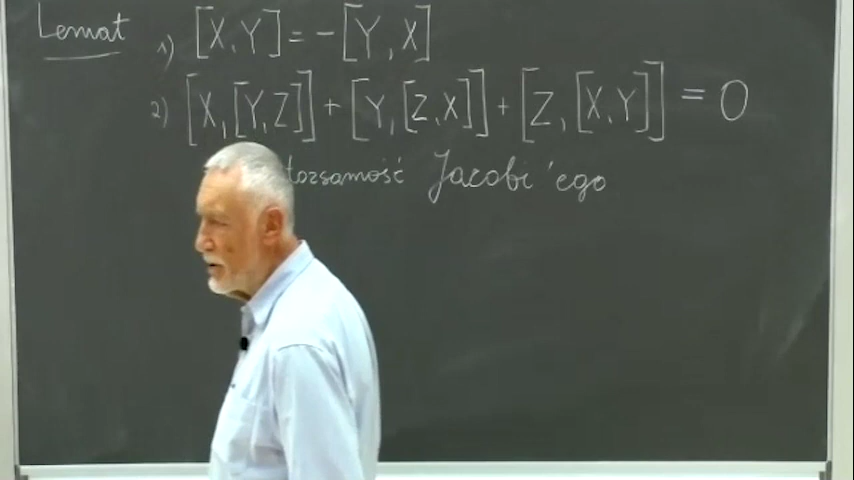 Lemat 1) [X,Y] = -[Y,X]
2) [X,[Y,Z]] + [Y,[Z,X]] + [Z,[X,Y]] = 0
tożsamość Jacobi'ego